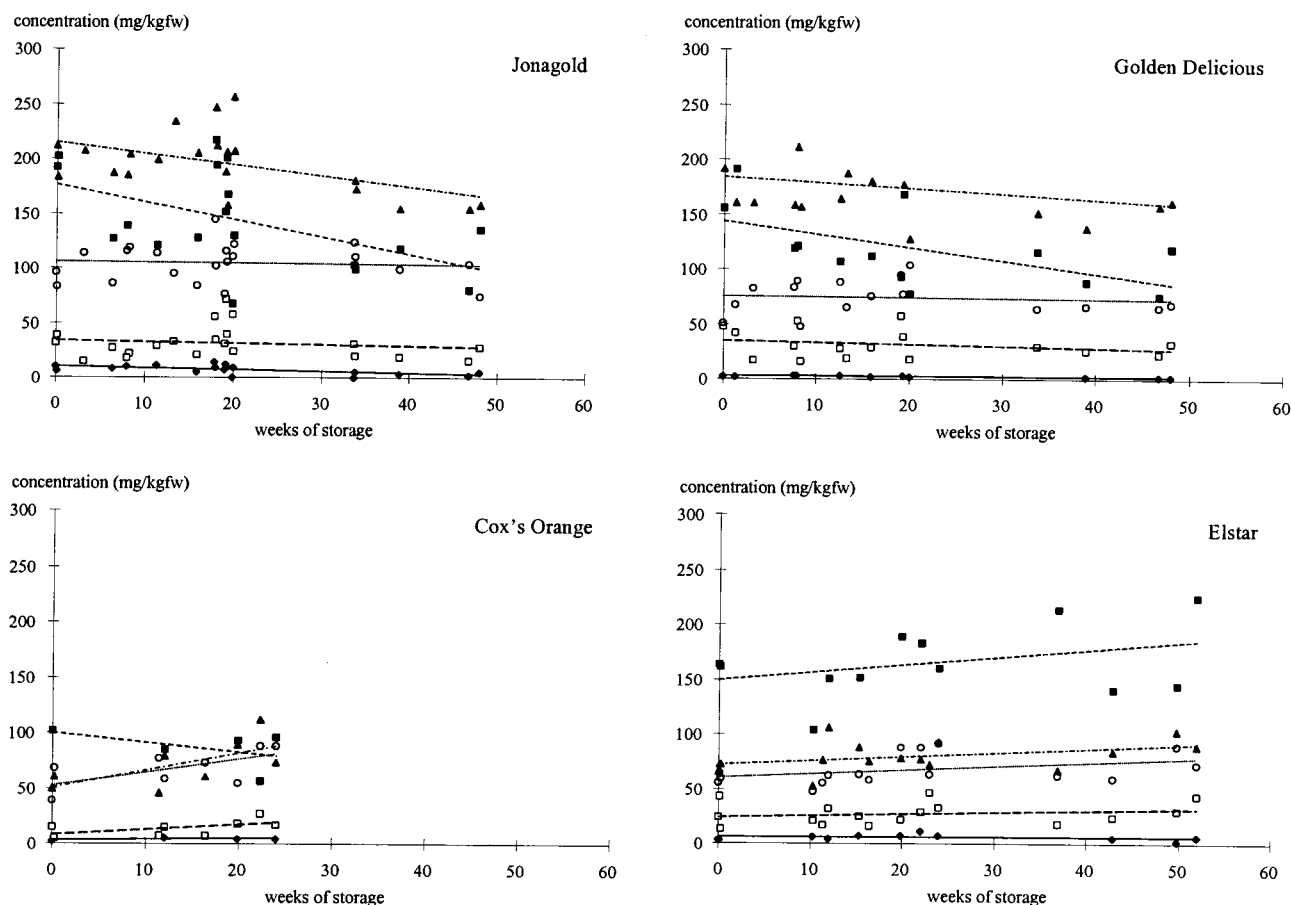 concentration (mg/kgfw)
300
250
200
150
100
50
0
0 10 20 30 40 50 60
weeks of storage
Jonagold
concentration (mg/kgfw)
300
250
200
150
100
50
0
0 10 20 30 40 50 60
weeks of storage
Golden Delicious
concentration (mg/kgfw)
300
250
200
150
100
50
0
0 10 20 30 40 50 60
weeks of storage
Cox's Orange
concentration (mg/kgfw)
300
250
200
150
100
50
0
0 10 20 30 40 50 60
weeks of storage
Elstar